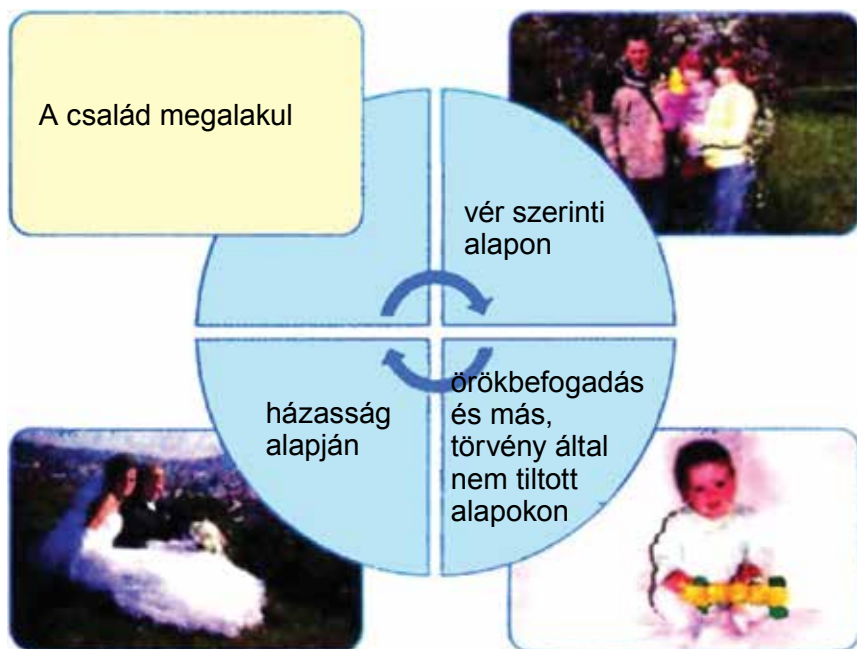 A család megalakul
vér szerinti
alapon
házasság
alapján
örökbefogadás
és más,
törvény által
nem tiltott
alapokon